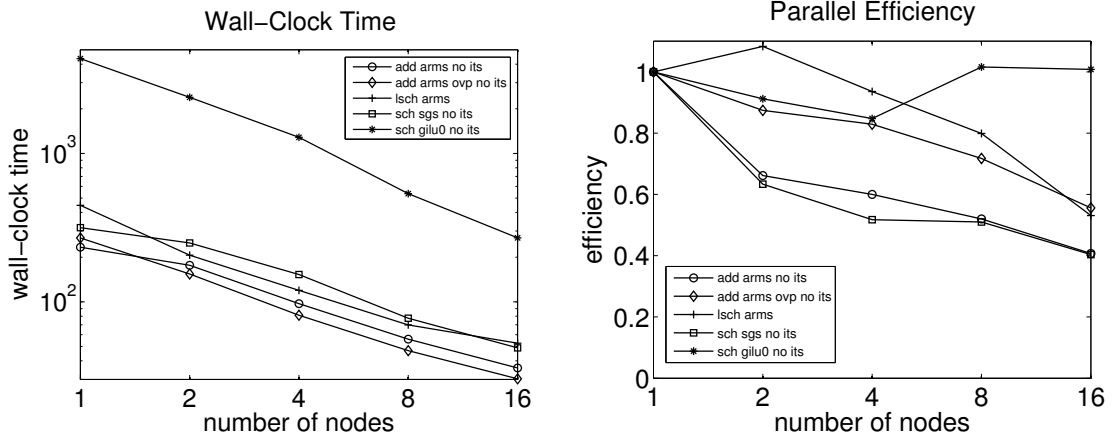 Wall−Clock Time
wall−clock time
10^3
10^2
add arms no its
add arms ovp no its
lsch arms
sch sgs no its
sch gilu0 no its
1 2 4 8 16
number of nodes
Parallel Efficiency
efficiency
1
0.8
0.6
0.4
0.2
0
add arms no its
add arms ovp no its
lsch arms
sch sgs no its
sch gilu0 no its
1 2 4 8 16
number of nodes